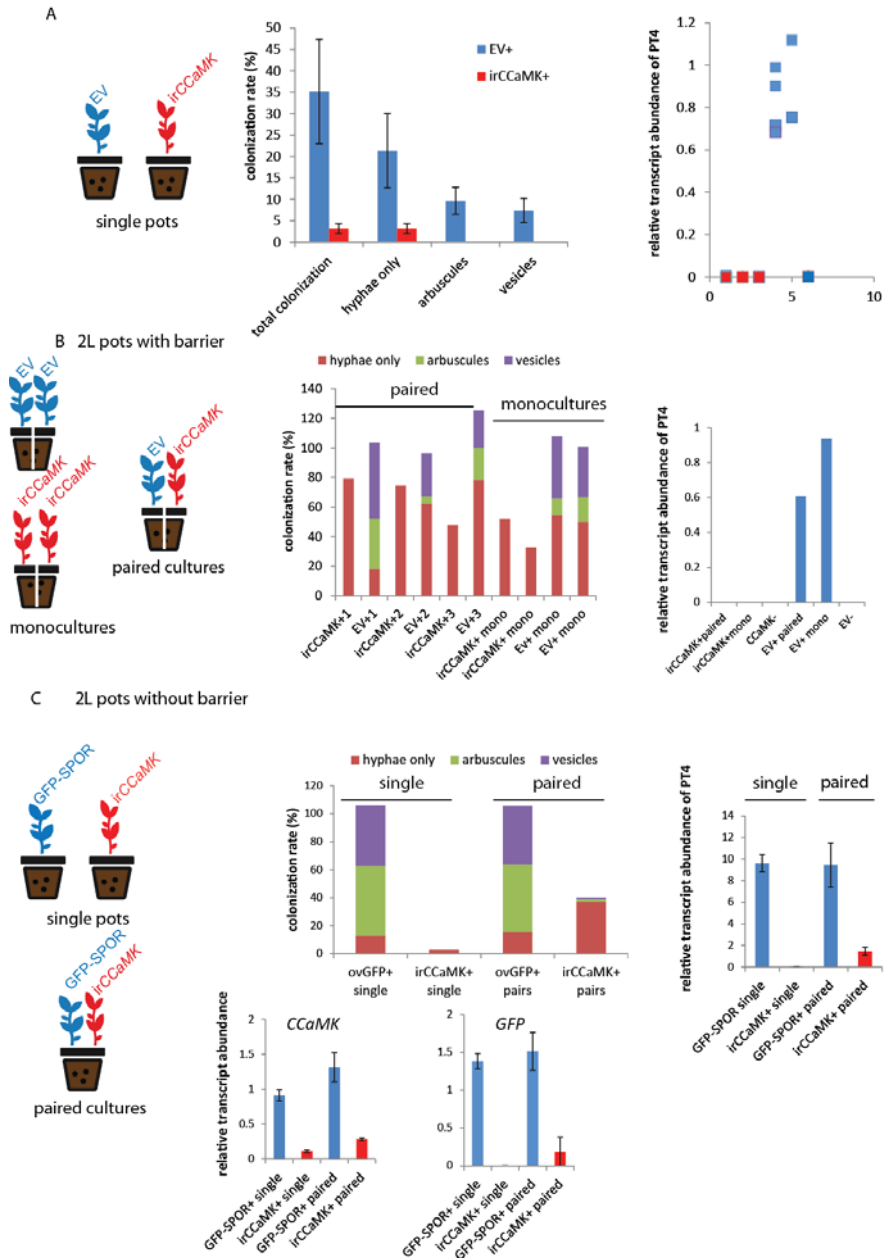 A
EV
irCCaMK
single pots
colonization rate (%)
50
45
40
35
30
25
20
15
10
5
0
EV+
irCCaMK+
total colonization
hyphae only
arbuscules
vesicles
relative transcript abundance of PT4
1.2
1
0.8
0.6
0.4
0.2
0
0
5
10
B 2L pots with barrier
EV
EV
irCCaMK
irCCaMK
monocultures
EV
irCCaMK
paired cultures
hyphae only
arbuscules
vesicles
paired
monocultures
colonization rate (%)
140
120
100
80
60
40
20
0
irCCaMK+1
EV+1
irCCaMK+2
EV+2
irCCaMK+3
EV+3
irCCaMK+ mono
irCCaMK+ mono
EV+ mono
EV+ mono
relative transcript abundance of PT4
1
0.8
0.6
0.4
0.2
0
irCCaMK+paired
irCCaMK+mono
CCaMK-
EV+ paired
EV+ mono
EV-
C 2L pots without barrier
GFP-SPOR
irCCaMK
single pots
GFP-SPOR
irCCaMK
paired cultures
hyphae only
arbuscules
vesicles
single
paired
colonization rate (%)
120
100
80
60
40
20
0
ovGFP+ single
irCCaMK+ single
ovGFP+ pairs
irCCaMK+ pairs
relative transcript abundance of PT4
single
paired
14
12
10
8
6
4
2
0
GFP-SPOR single
irCCaMK+ single
GFP-SPOR+ paired
irCCaMK+ paired
relative transcript abundance
CCaMK
2
1.5
1
0.5
0
GFP-SPOR+ single
irCCaMK+ single
GFP-SPOR+ paired
irCCaMK+ paired
GFP
2
1.5
1
0.5
0
GFP-SPOR+ single
irCCaMK+ single
GFP-SPOR+ paired
irCCaMK+ paired